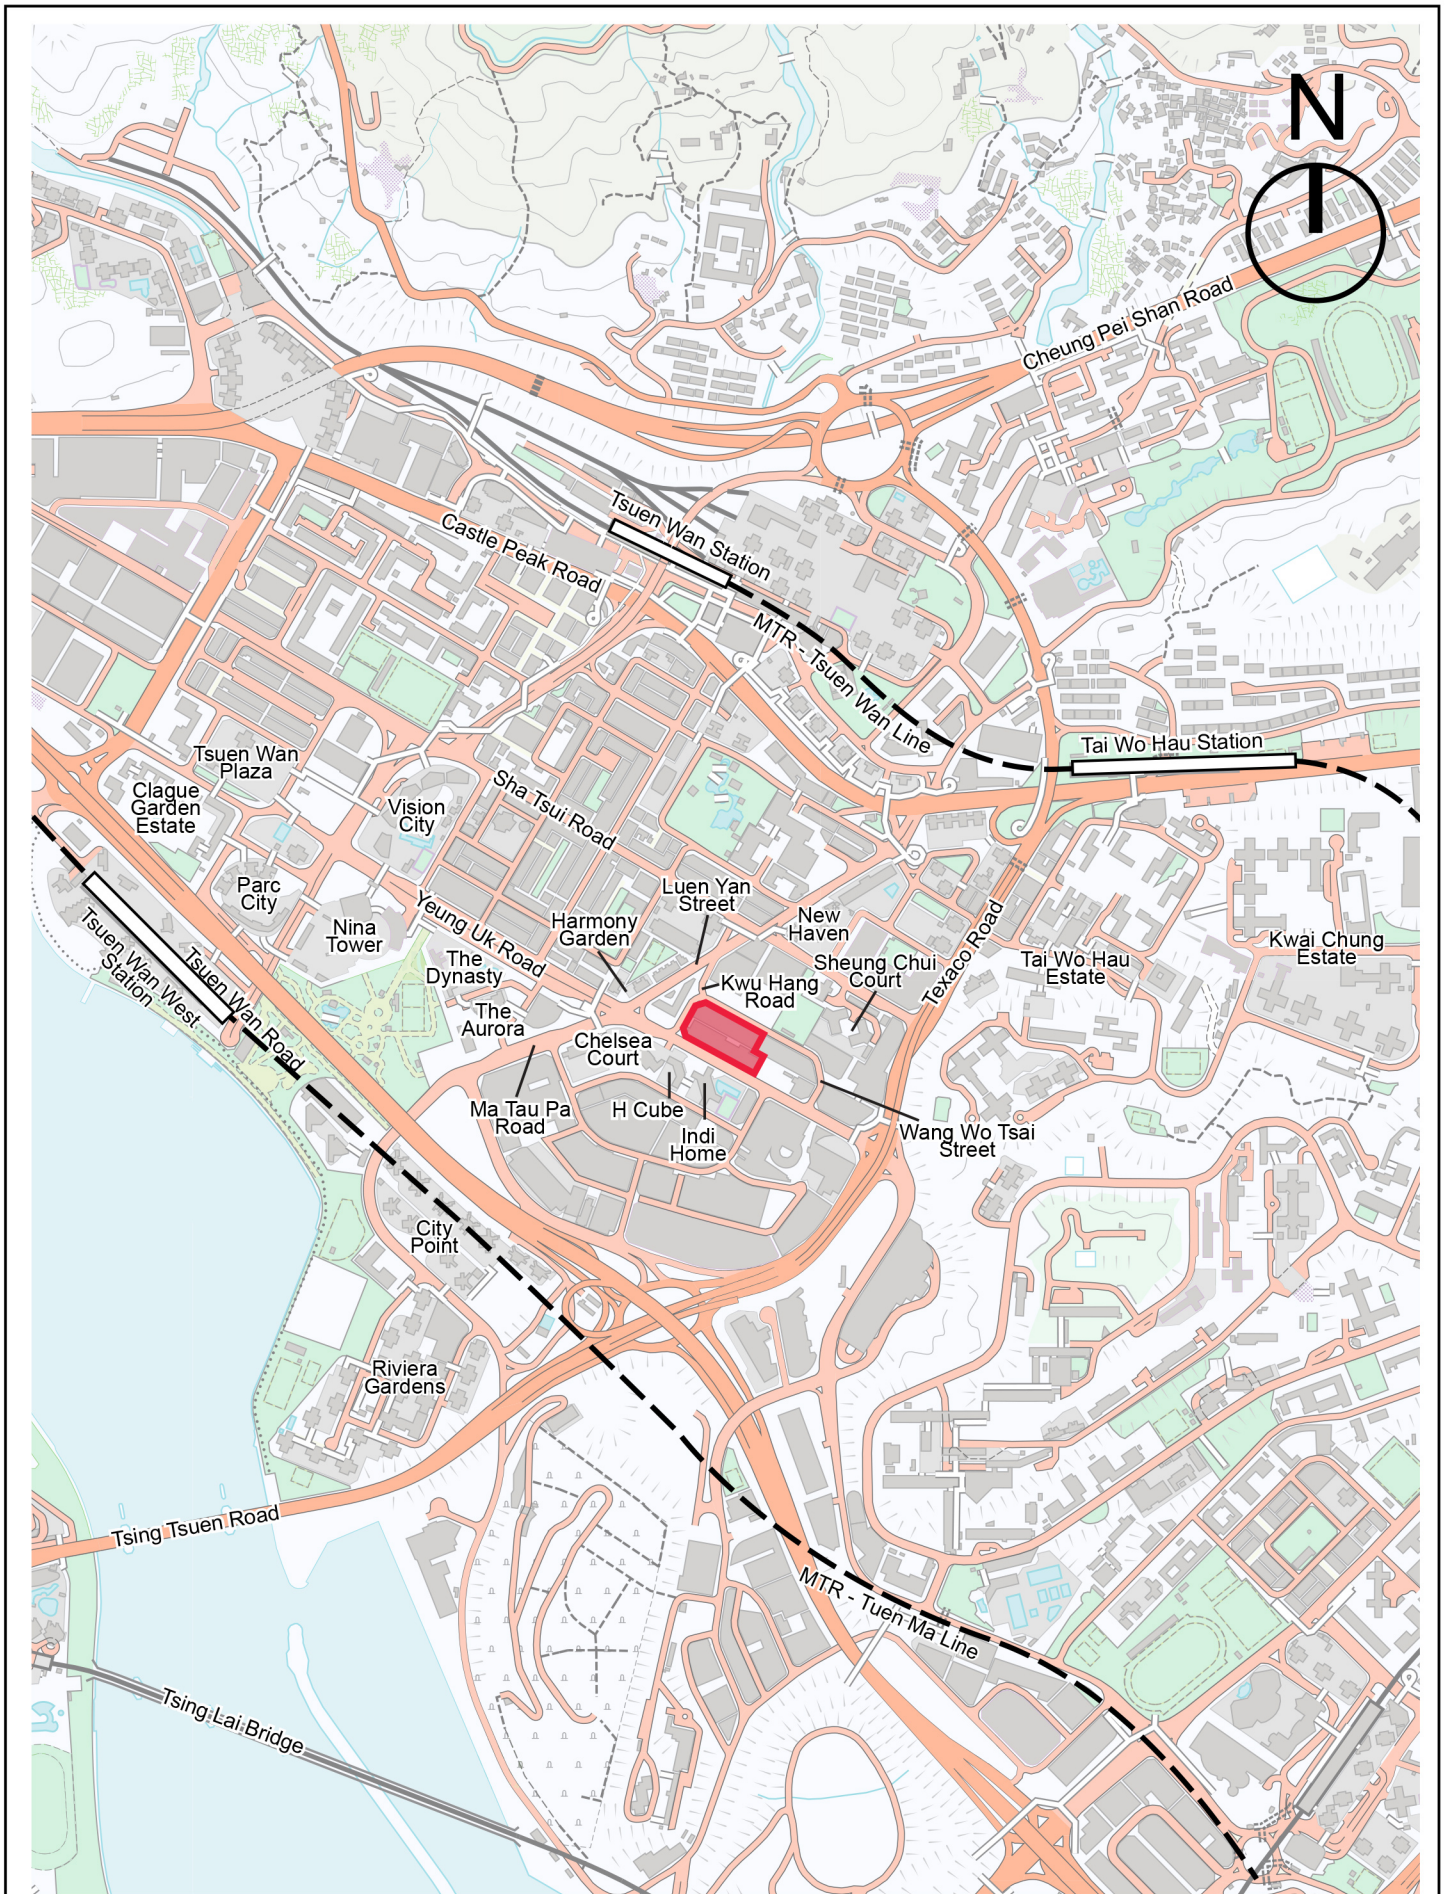 N
Cheung Pei Shan Road
Tsuen Wan Station
Castle Peak Road
MTR - Tsuen Wan Line
Tai Wo Hau Station
Tsuen Wan
Plaza
Clague
Garden
Estate
Vision
City
Sha Tsui Road
Parc
City
Nina
Tower
Yeung Uk Road
Luen Yan
Street
Harmony
Garden
New
Haven
Texaco Road
Kwai Chung
Estate
Tai Wo Hau
Estate
Sheung Chui
Court
The
Dynasty
Kwu Hang
Road
Tsuen Wan West
Station
Tsuen Wan Road
The
Aurora
Chelsea
Court
Ma Tau Pa
Road
H Cube
Indi
Home
Wang Wo Tsai
Street
City
Point
Riviera
Gardens
Tsing Tsuen Road
MTR - Tuen Ma Line
Tsing Lai Bridge